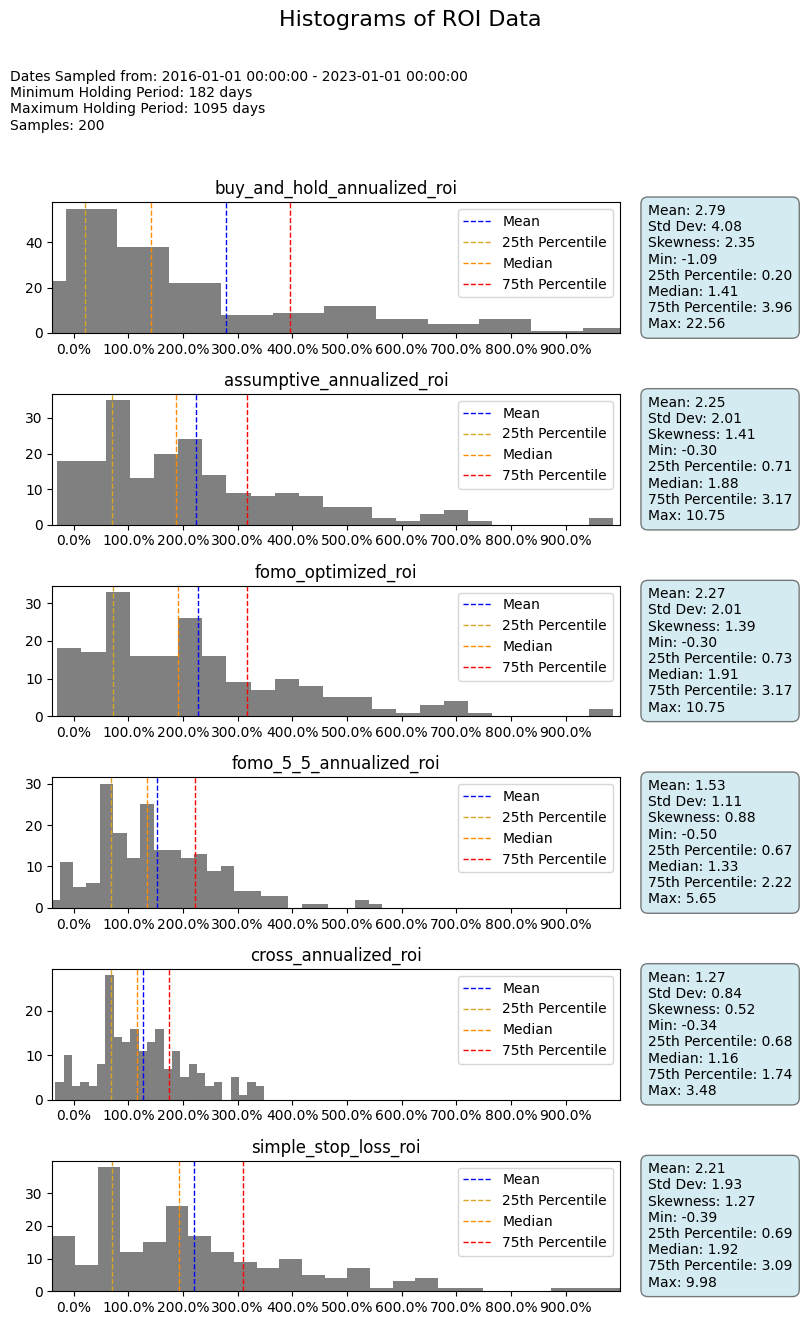 Histograms of ROI Data
Dates Sampled from: 2016-01-01 00:00:00 - 2023-01-01 00:00:00
Minimum Holding Period: 182 days
Maximum Holding Period: 1095 days
Samples: 200
buy_and_hold_annualized_roi
40
20
0
0.0% 100.0% 200.0% 300.0% 400.0% 500.0% 600.0% 700.0% 800.0% 900.0%
Mean
25th Percentile
Median
75th Percentile
Mean: 2.79
Std Dev: 4.08
Skewness: 2.35
Min: -1.09
25th Percentile: 0.20
Median: 1.41
75th Percentile: 3.96
Max: 22.56
assumptive_annualized_roi
30
20
10
0
0.0% 100.0% 200.0% 300.0% 400.0% 500.0% 600.0% 700.0% 800.0% 900.0%
Mean
25th Percentile
Median
75th Percentile
Mean: 2.25
Std Dev: 2.01
Skewness: 1.41
Min: -0.30
25th Percentile: 0.71
Median: 1.88
75th Percentile: 3.17
Max: 10.75
fomo_optimized_roi
30
20
10
0
0.0% 100.0% 200.0% 300.0% 400.0% 500.0% 600.0% 700.0% 800.0% 900.0%
Mean
25th Percentile
Median
75th Percentile
Mean: 2.27
Std Dev: 2.01
Skewness: 1.39
Min: -0.30
25th Percentile: 0.73
Median: 1.91
75th Percentile: 3.17
Max: 10.75
fomo_5_5_annualized_roi
30
20
10
0
0.0% 100.0% 200.0% 300.0% 400.0% 500.0% 600.0% 700.0% 800.0% 900.0%
Mean
25th Percentile
Median
75th Percentile
Mean: 1.53
Std Dev: 1.11
Skewness: 0.88
Min: -0.50
25th Percentile: 0.67
Median: 1.33
75th Percentile: 2.22
Max: 5.65
cross_annualized_roi
20
10
0
0.0% 100.0% 200.0% 300.0% 400.0% 500.0% 600.0% 700.0% 800.0% 900.0%
Mean
25th Percentile
Median
75th Percentile
Mean: 1.27
Std Dev: 0.84
Skewness: 0.52
Min: -0.34
25th Percentile: 0.68
Median: 1.16
75th Percentile: 1.74
Max: 3.48
simple_stop_loss_roi
30
20
10
0
0.0% 100.0% 200.0% 300.0% 400.0% 500.0% 600.0% 700.0% 800.0% 900.0%
Mean
25th Percentile
Median
75th Percentile
Mean: 2.21
Std Dev: 1.93
Skewness: 1.27
Min: -0.39
25th Percentile: 0.69
Median: 1.92
75th Percentile: 3.09
Max: 9.98